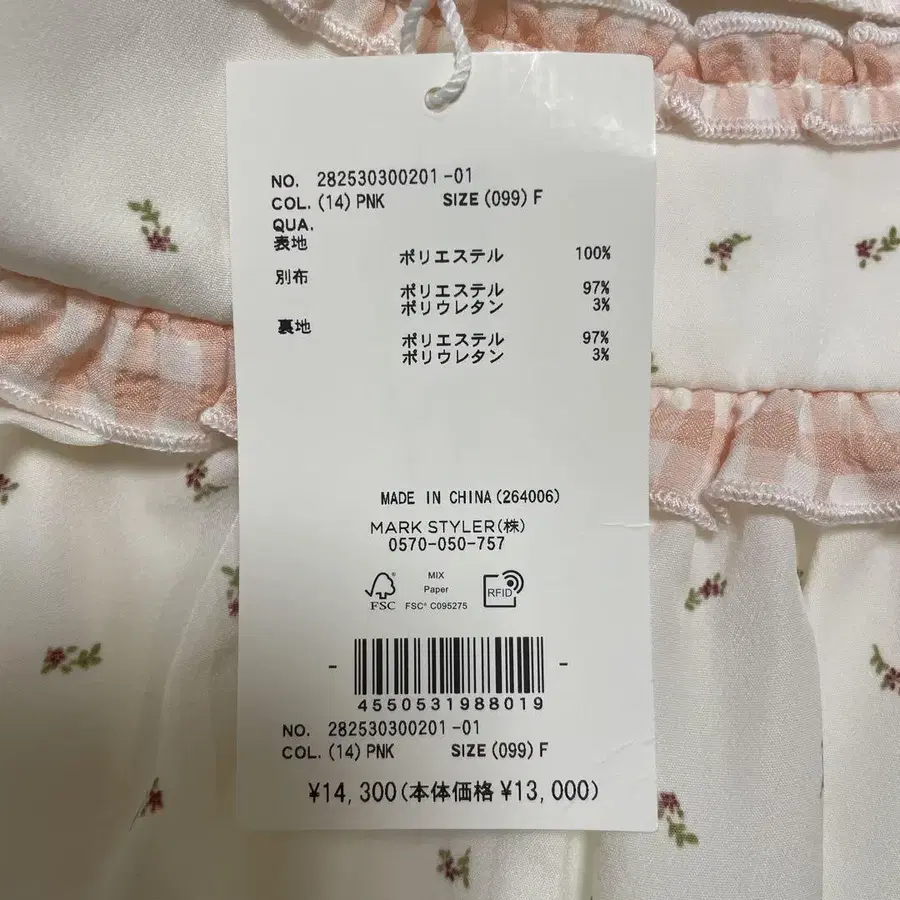 NO. 282530300201-01
COL. (14) PNK SIZE (099) F
QUA.
表地
ポリエステル 100%
別布
ポリエステル 97%
ポリウレタン 3%
裏地
ポリエステル 97%
ポリウレタン 3%
MADE IN CHINA (264006)
MARK STYLER(株)
0570-050-757
FSC
MIX
Paper
FSC® C095275
RFID
4550531988019
NO. 282530300201-01
COL. (14) PNK SIZE (099) F
¥14,300(本体価格 ¥13,000)